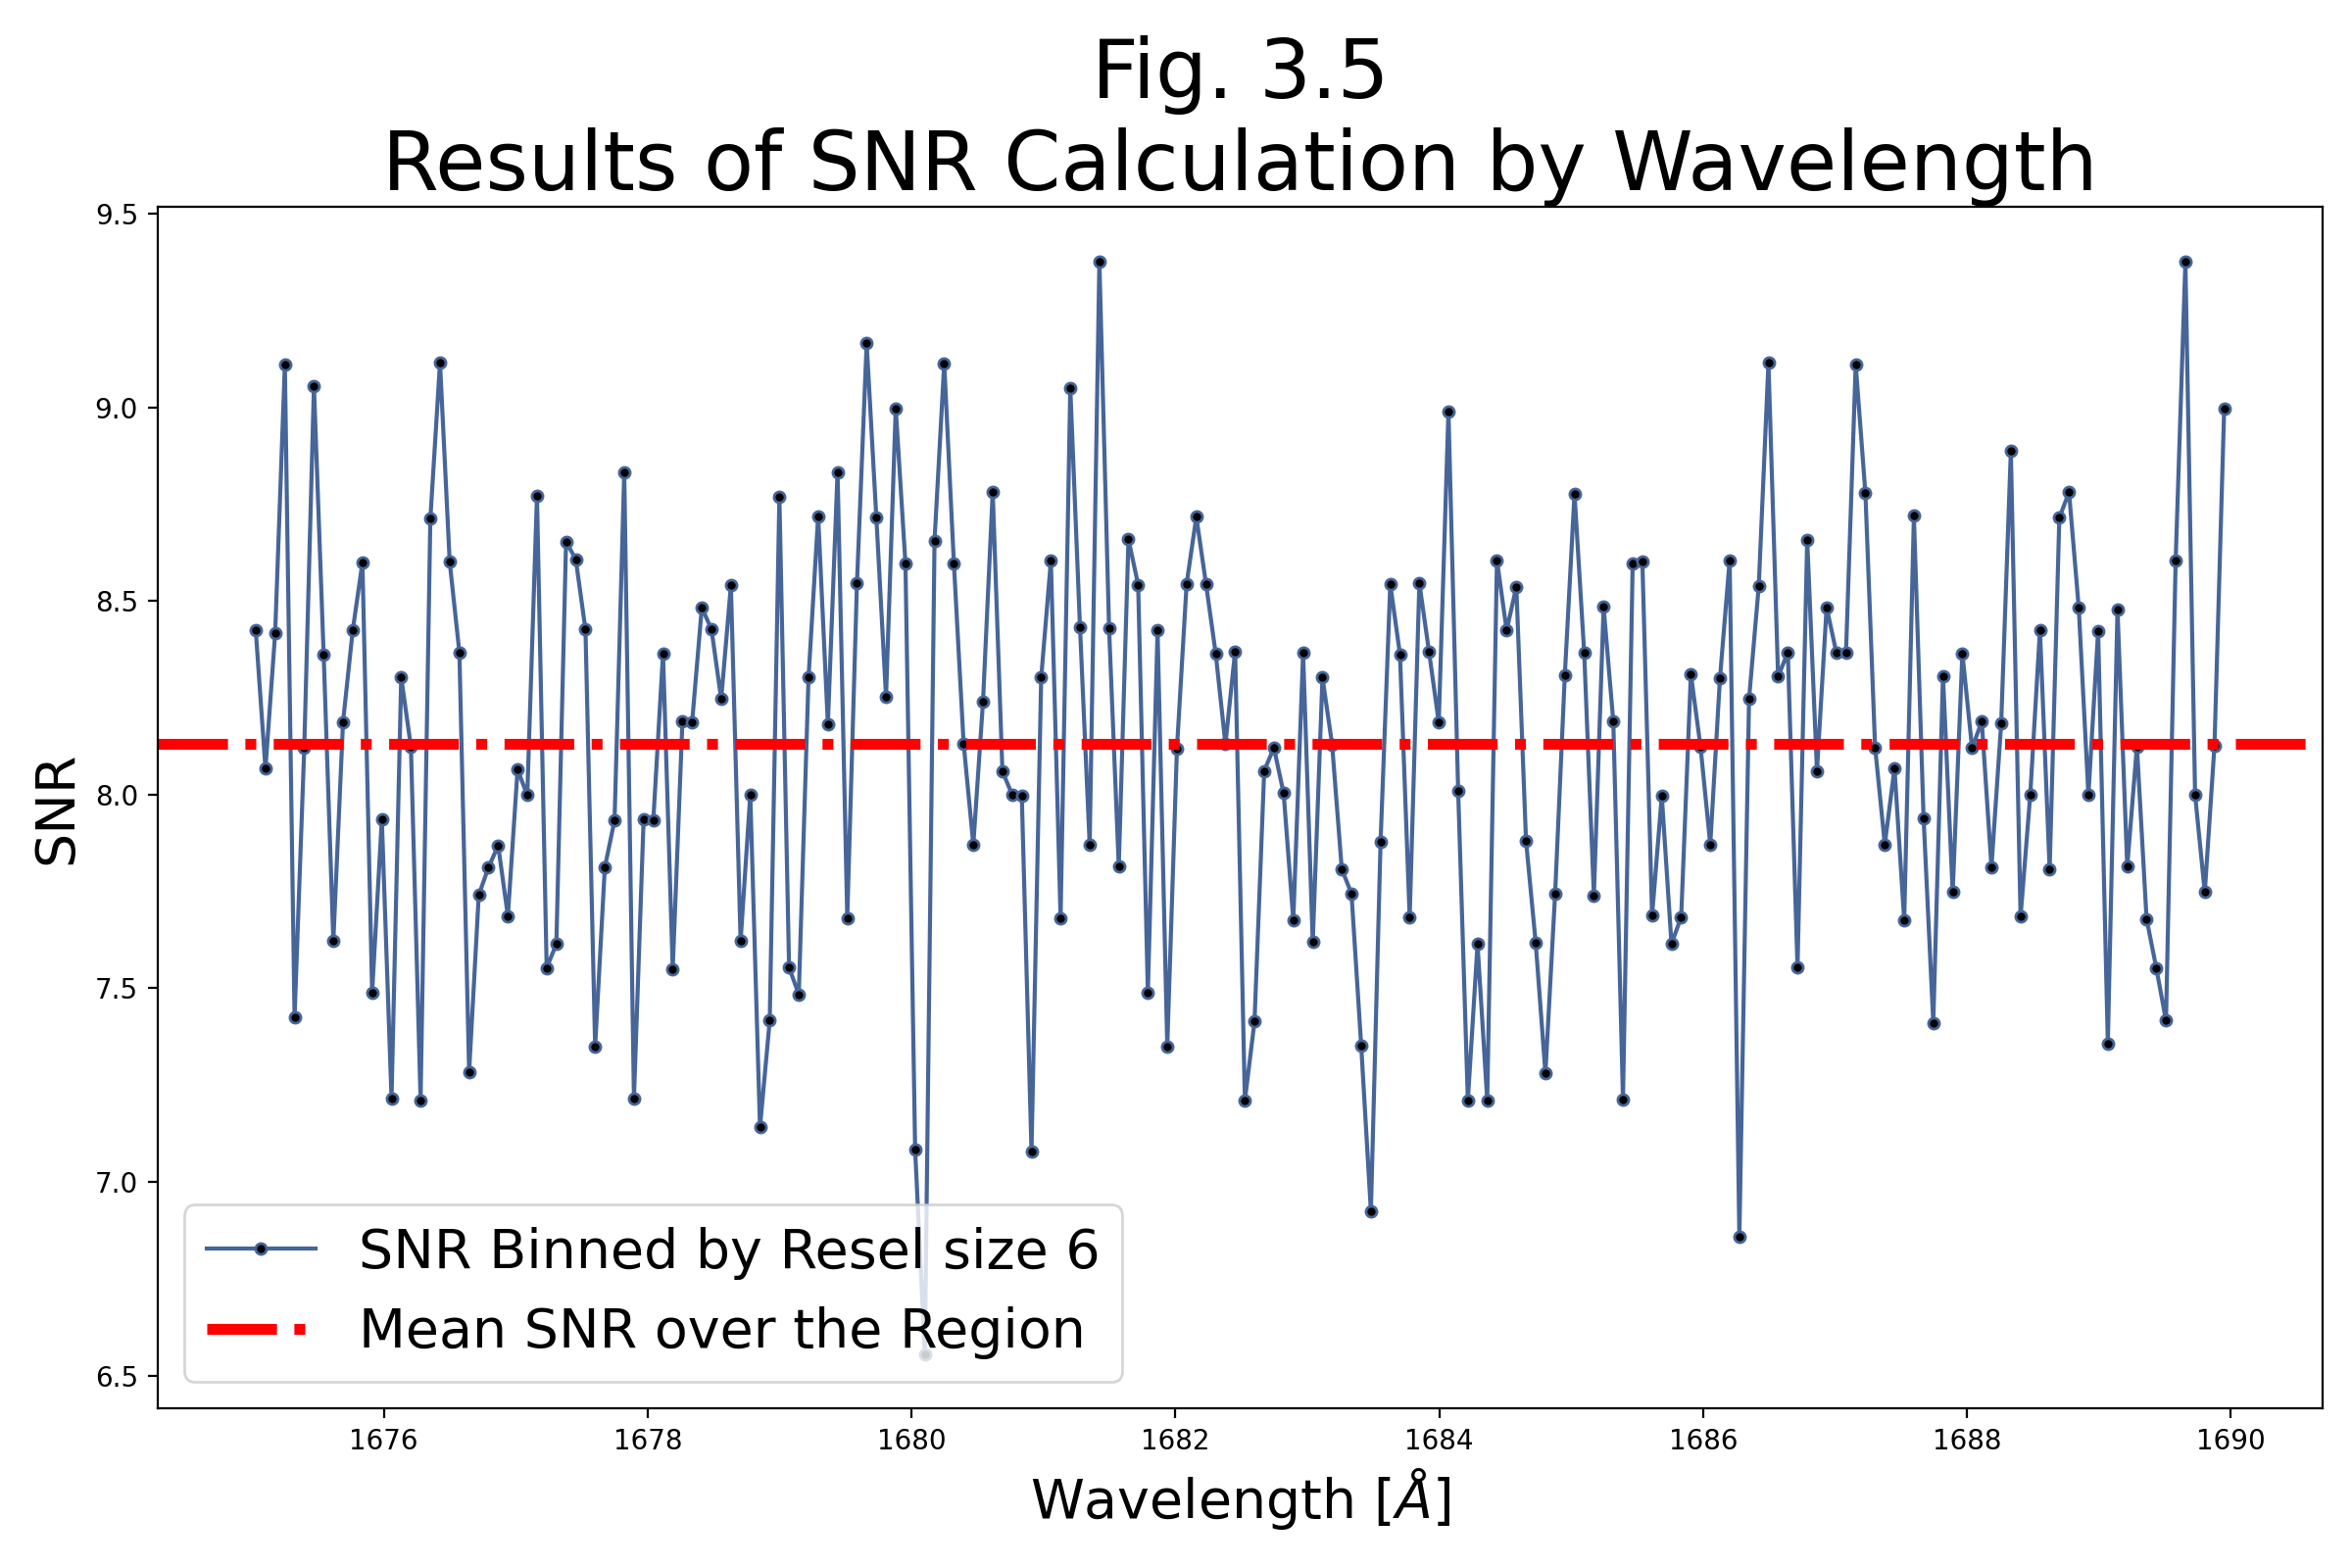 Fig. 3.5
Results of SNR Calculation by Wavelength
9.5
9.0
8.5
8.0
7.5
7.0
6.5
SNR
SNR Binned by Resel size 6
Mean SNR over the Region
1676 1678 1680 1682 1684 1686 1688 1690
Wavelength [Å]